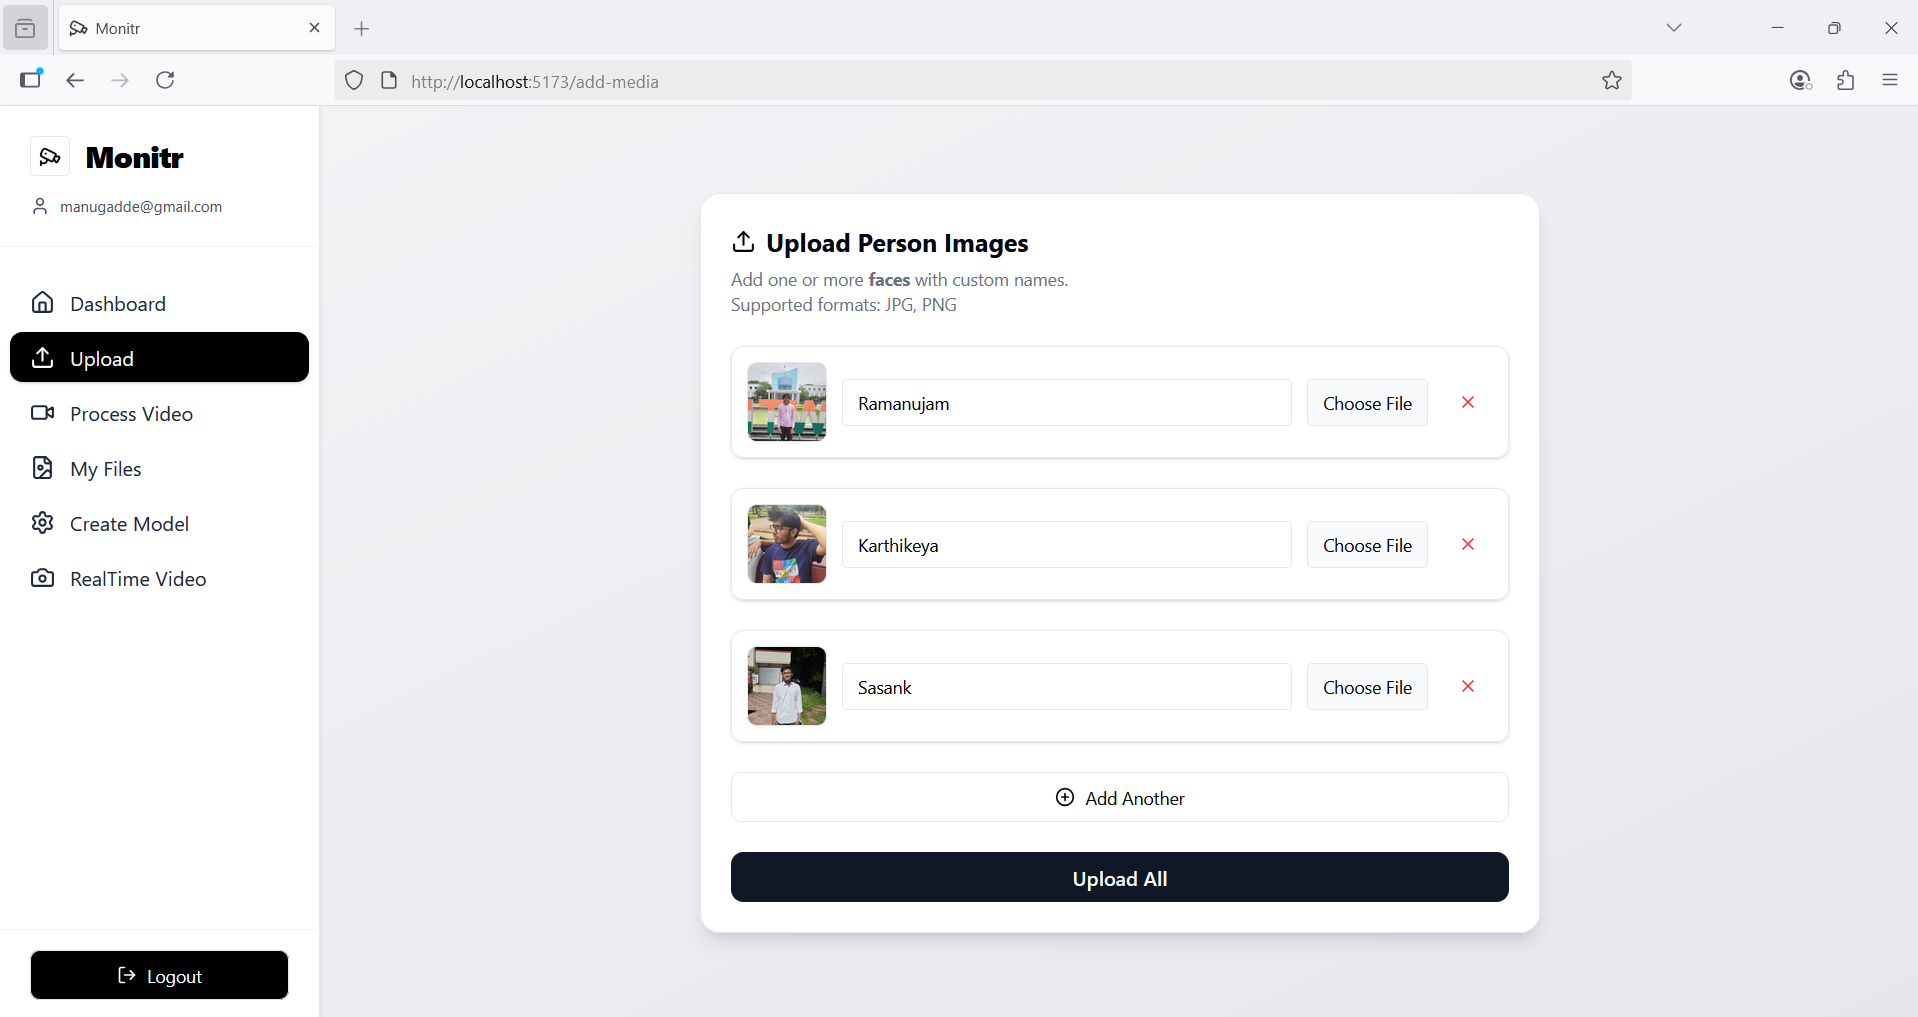 Monitr
http://localhost:5173/add-media
Monitr
manugadde@gmail.com
Dashboard
Upload
Process Video
My Files
Create Model
RealTime Video
Logout
Upload Person Images
Add one or more faces with custom names.
Supported formats: JPG, PNG
Ramanujam
Choose File
Karthikeya
Choose File
Sasank
Choose File
Add Another
Upload All